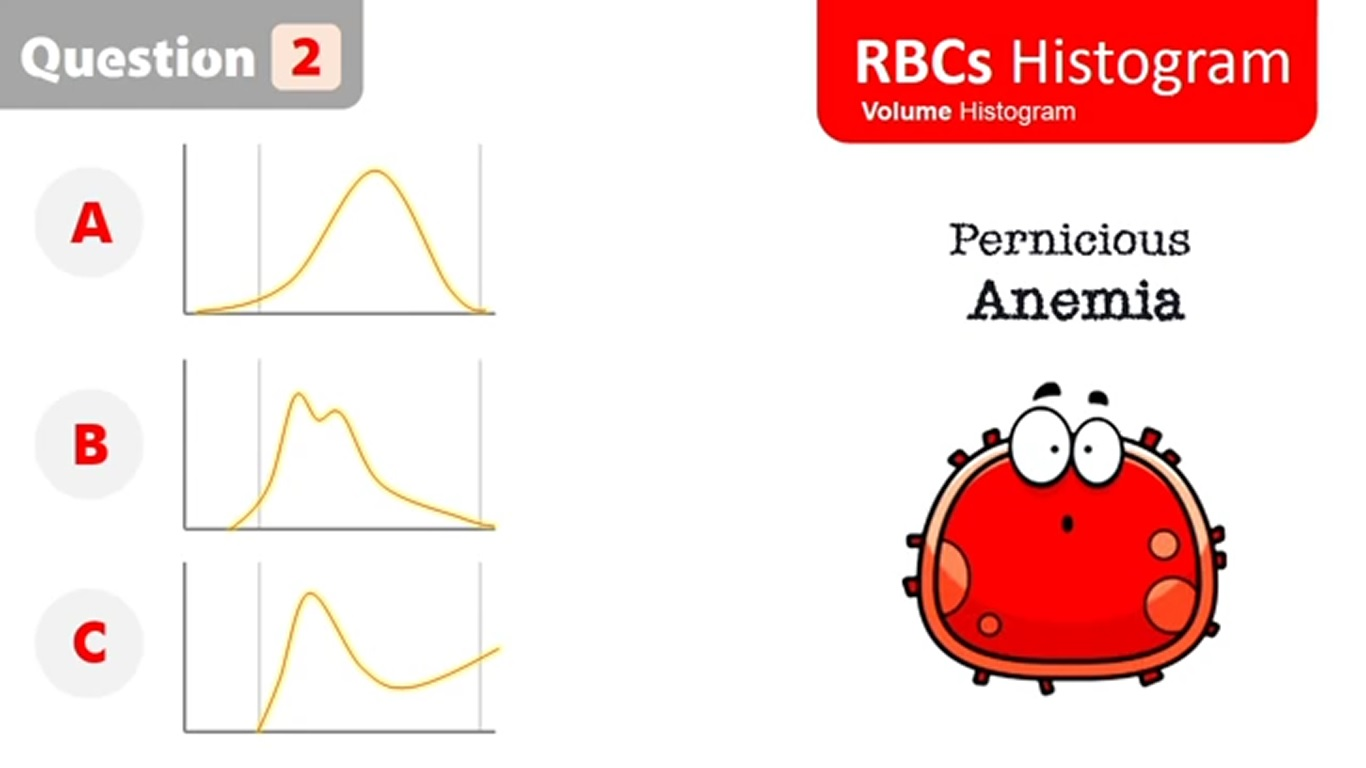 Question 2
RBCs Histogram
Volume Histogram
A
Pernicious
Anemia
B
C